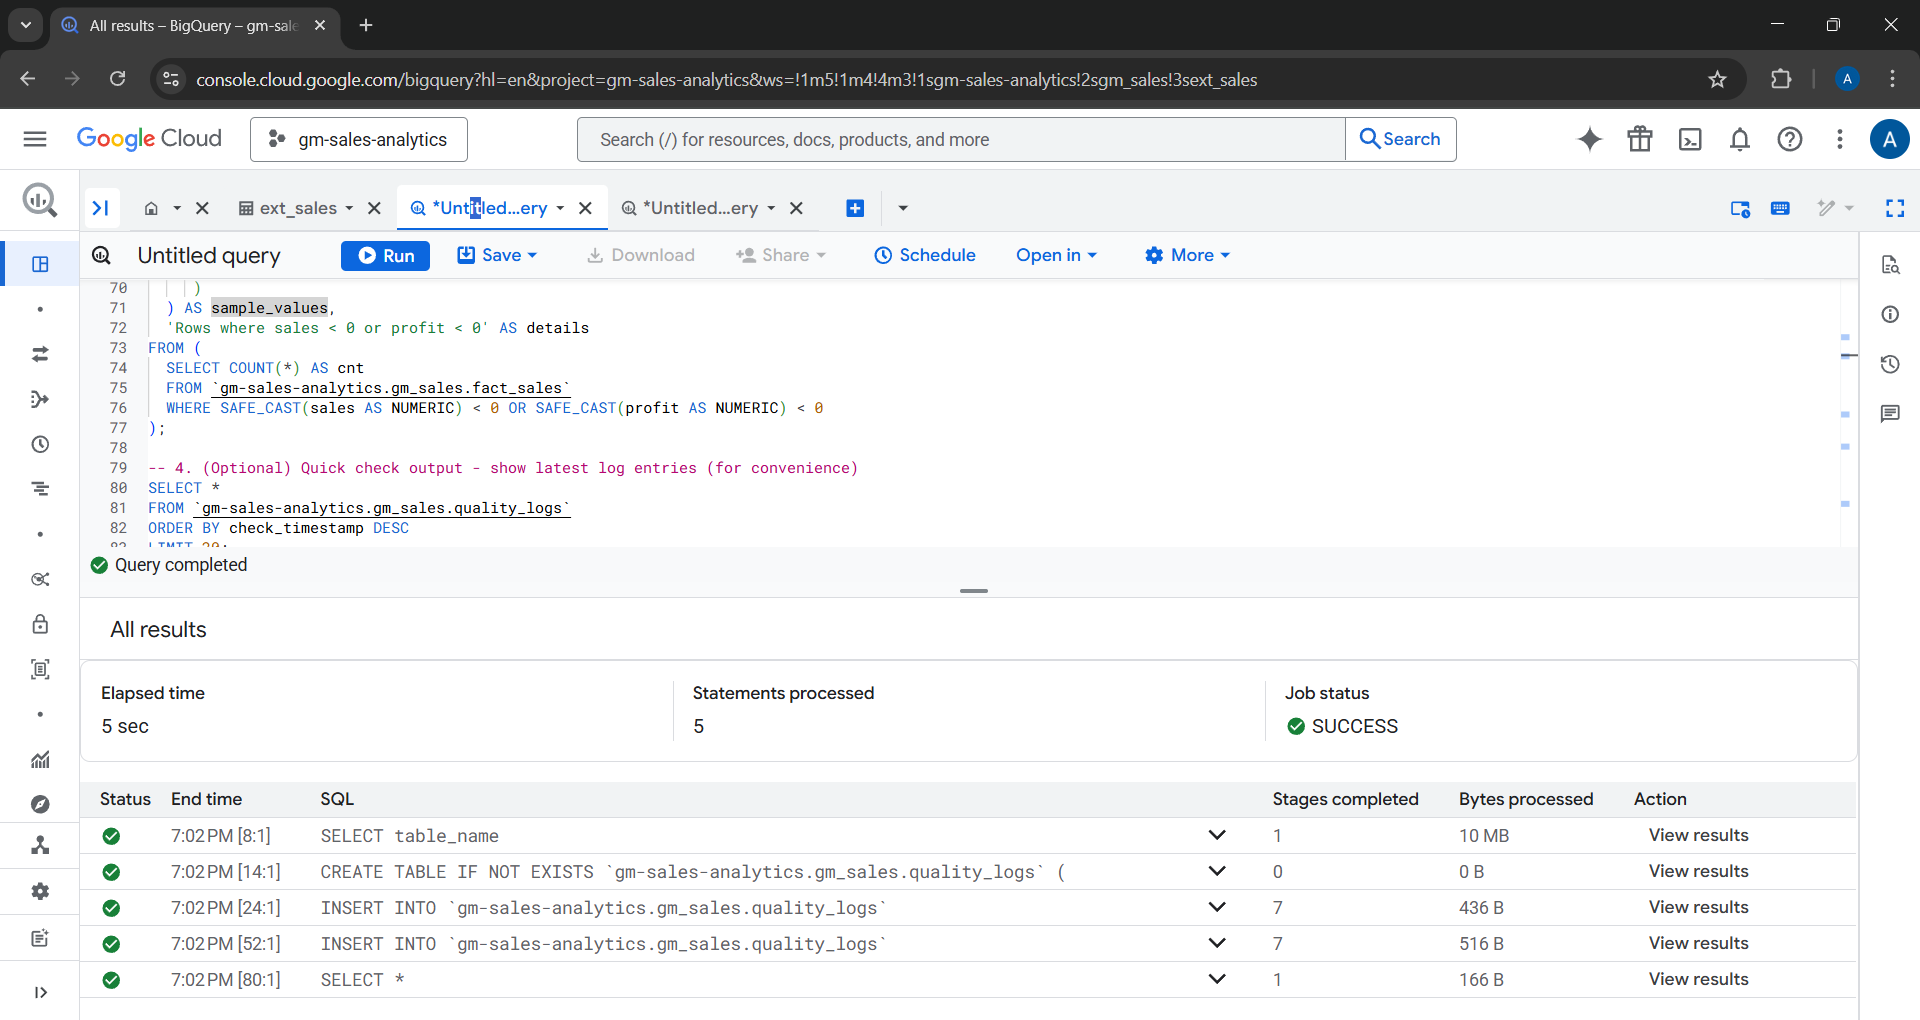 All results – BigQuery – gm-sale
console.cloud.google.com/bigquery?hl=en&project=gm-sales-analytics&ws=!1m5!1m4!4m3!1sgm-sales-analytics!2sgm_sales!3sext_sales
A
Google Cloud
gm-sales-analytics
Search (/) for resources, docs, products, and more
Search
A
ext_sales
*Untitled...ery
*Untitled...ery
Untitled query
Run
Save
Download
Share
Schedule
Open in
More
70 )
71 ) AS sample_values,
72 'Rows where sales < 0 or profit < 0' AS details
73 FROM (
74 SELECT COUNT(*) AS cnt
75 FROM `gm-sales-analytics.gm_sales.fact_sales`
76 WHERE SAFE_CAST(sales AS NUMERIC) < 0 OR SAFE_CAST(profit AS NUMERIC) < 0
77 );
78
79 -- 4. (Optional) Quick check output - show latest log entries (for convenience)
80 SELECT *
81 FROM `gm-sales-analytics.gm_sales.quality_logs`
82 ORDER BY check_timestamp DESC
83 LIMIT 20;
Query completed
All results
Elapsed time
5 sec
Statements processed
5
Job status
SUCCESS
Status End time SQL Stages completed Bytes processed Action
7:02 PM [8:1] SELECT table_name 1 10 MB View results
7:02 PM [14:1] CREATE TABLE IF NOT EXISTS `gm-sales-analytics.gm_sales.quality_logs` ( 0 0 B View results
7:02 PM [24:1] INSERT INTO `gm-sales-analytics.gm_sales.quality_logs` 7 436 B View results
7:02 PM [52:1] INSERT INTO `gm-sales-analytics.gm_sales.quality_logs` 7 516 B View results
7:02 PM [80:1] SELECT * 1 166 B View results